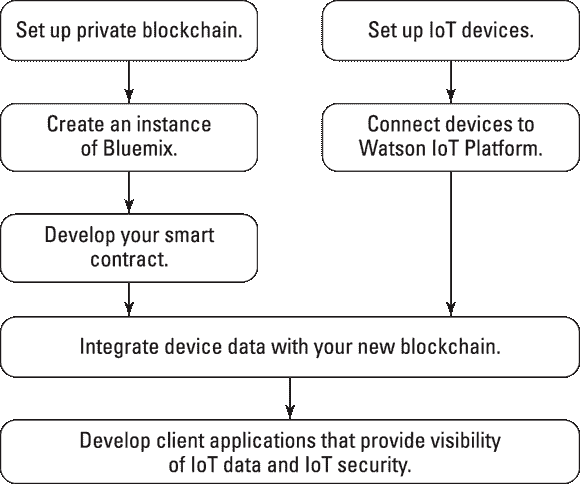 Set up private blockchain.
Set up IoT devices.
Create an instance
of Bluemix.
Connect devices to
Watson IoT Platform.
Develop your smart
contract.
Integrate device data with your new blockchain.
Develop client applications that provide visibility
of IoT data and IoT security.